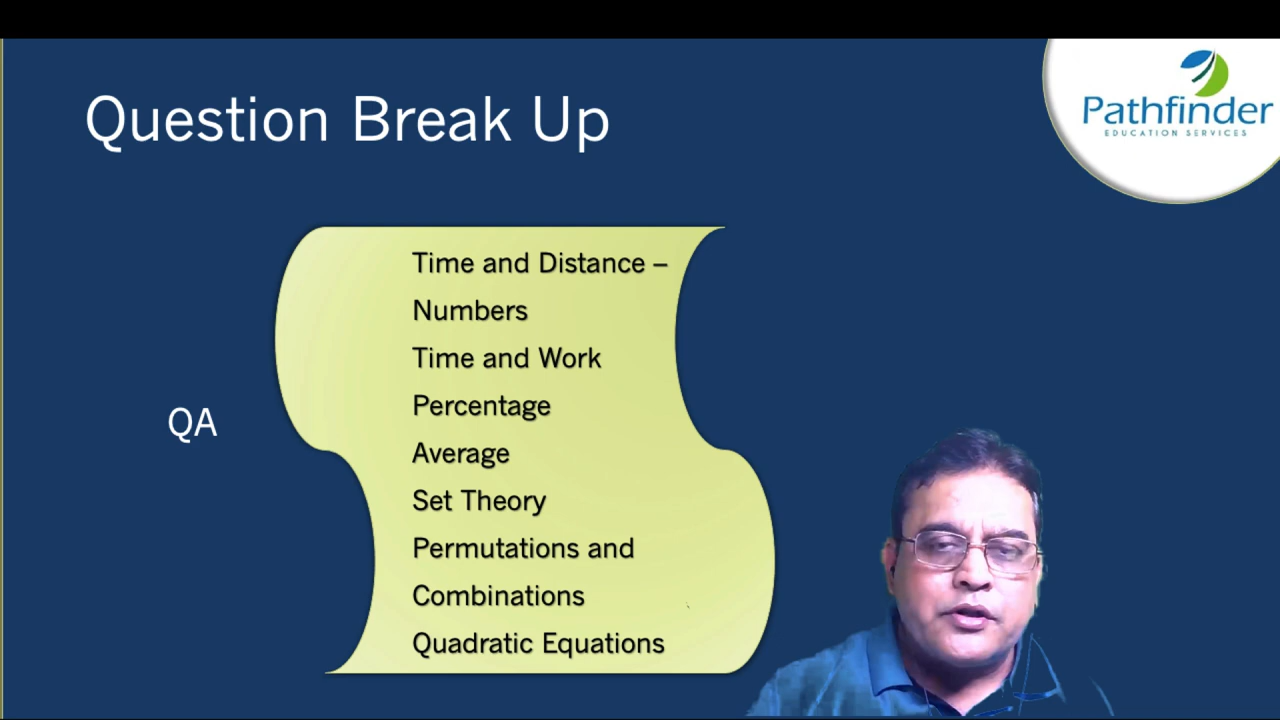 Question Break Up
Pathfinder
EDUCATION SERVICES
QA
Time and Distance –
Numbers
Time and Work
Percentage
Average
Set Theory
Permutations and
Combinations
Quadratic Equations